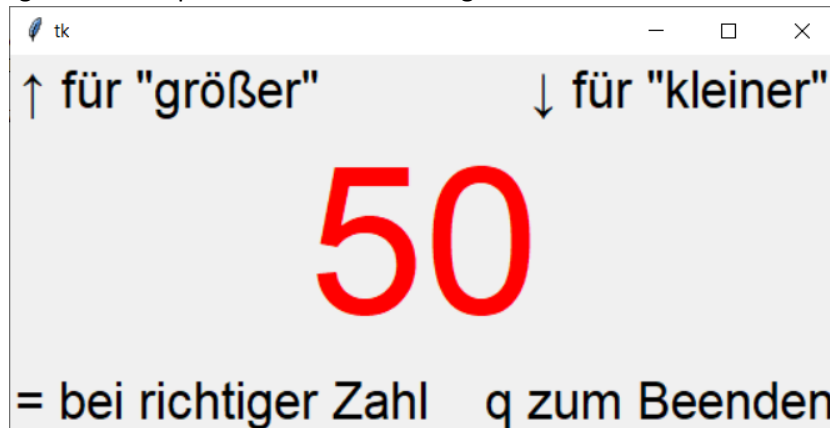 tk
↑ für "größer" ↓ für "kleiner"
50
= bei richtiger Zahl q zum Beenden